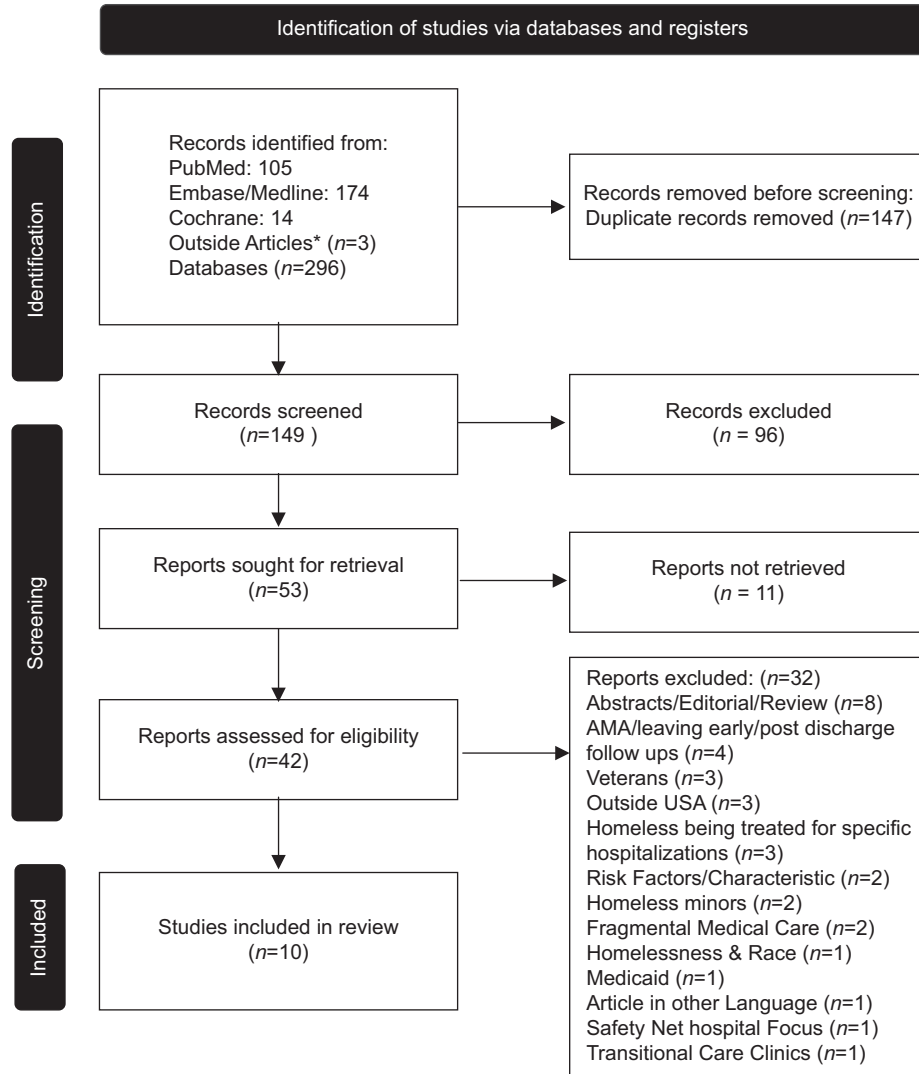 Identification of studies via databases and registers
Identification
Records identified from:
PubMed: 105
Embase/Medline: 174
Cochrane: 14
Outside Articles* (n=3)
Databases (n=296)
Records removed before screening:
Duplicate records removed (n=147)
Screening
Records screened
(n=149 )
Records excluded
(n = 96)
Reports sought for retrieval
(n=53)
Reports not retrieved
(n = 11)
Reports assessed for eligibility
(n=42)
Reports excluded: (n=32)
Abstracts/Editorial/Review (n=8)
AMA/leaving early/post discharge
follow ups (n=4)
Veterans (n=3)
Outside USA (n=3)
Homeless being treated for specific
hospitalizations (n=3)
Risk Factors/Characteristic (n=2)
Homeless minors (n=2)
Fragmental Medical Care (n=2)
Homelessness & Race (n=1)
Medicaid (n=1)
Article in other Language (n=1)
Safety Net hospital Focus (n=1)
Transitional Care Clinics (n=1)
Included
Studies included in review
(n=10)